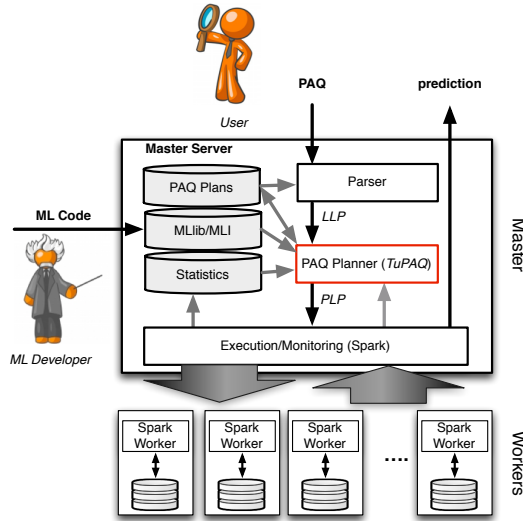 PAQ
prediction
User
Master Server
PAQ Plans
Parser
ML Code
LLP
MLlib/MLI
Master
PAQ Planner (TuPAQ)
Statistics
PLP
ML Developer
Execution/Monitoring (Spark)
Spark
Worker
Spark
Worker
Spark
Worker
....
Spark
Worker
Workers